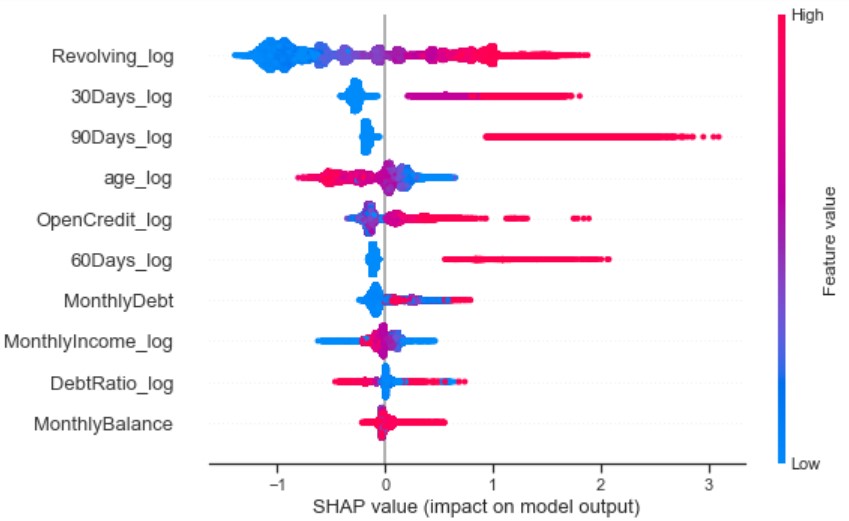 High
Revolving_log
30Days_log
90Days_log
age_log
OpenCredit_log
60Days_log
MonthlyDebt
MonthlyIncome_log
DebtRatio_log
MonthlyBalance
Feature value
Low
−1
0
1
2
3
SHAP value (impact on model output)